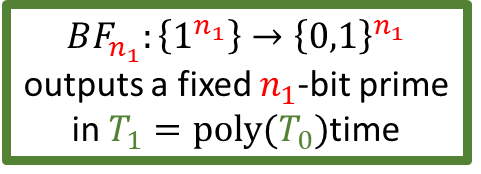 BF_{n_1}:{1^{n_1}} → {0,1}^{n_1}
outputs a fixed n_1-bit prime
in T_1 = poly(T_0)time